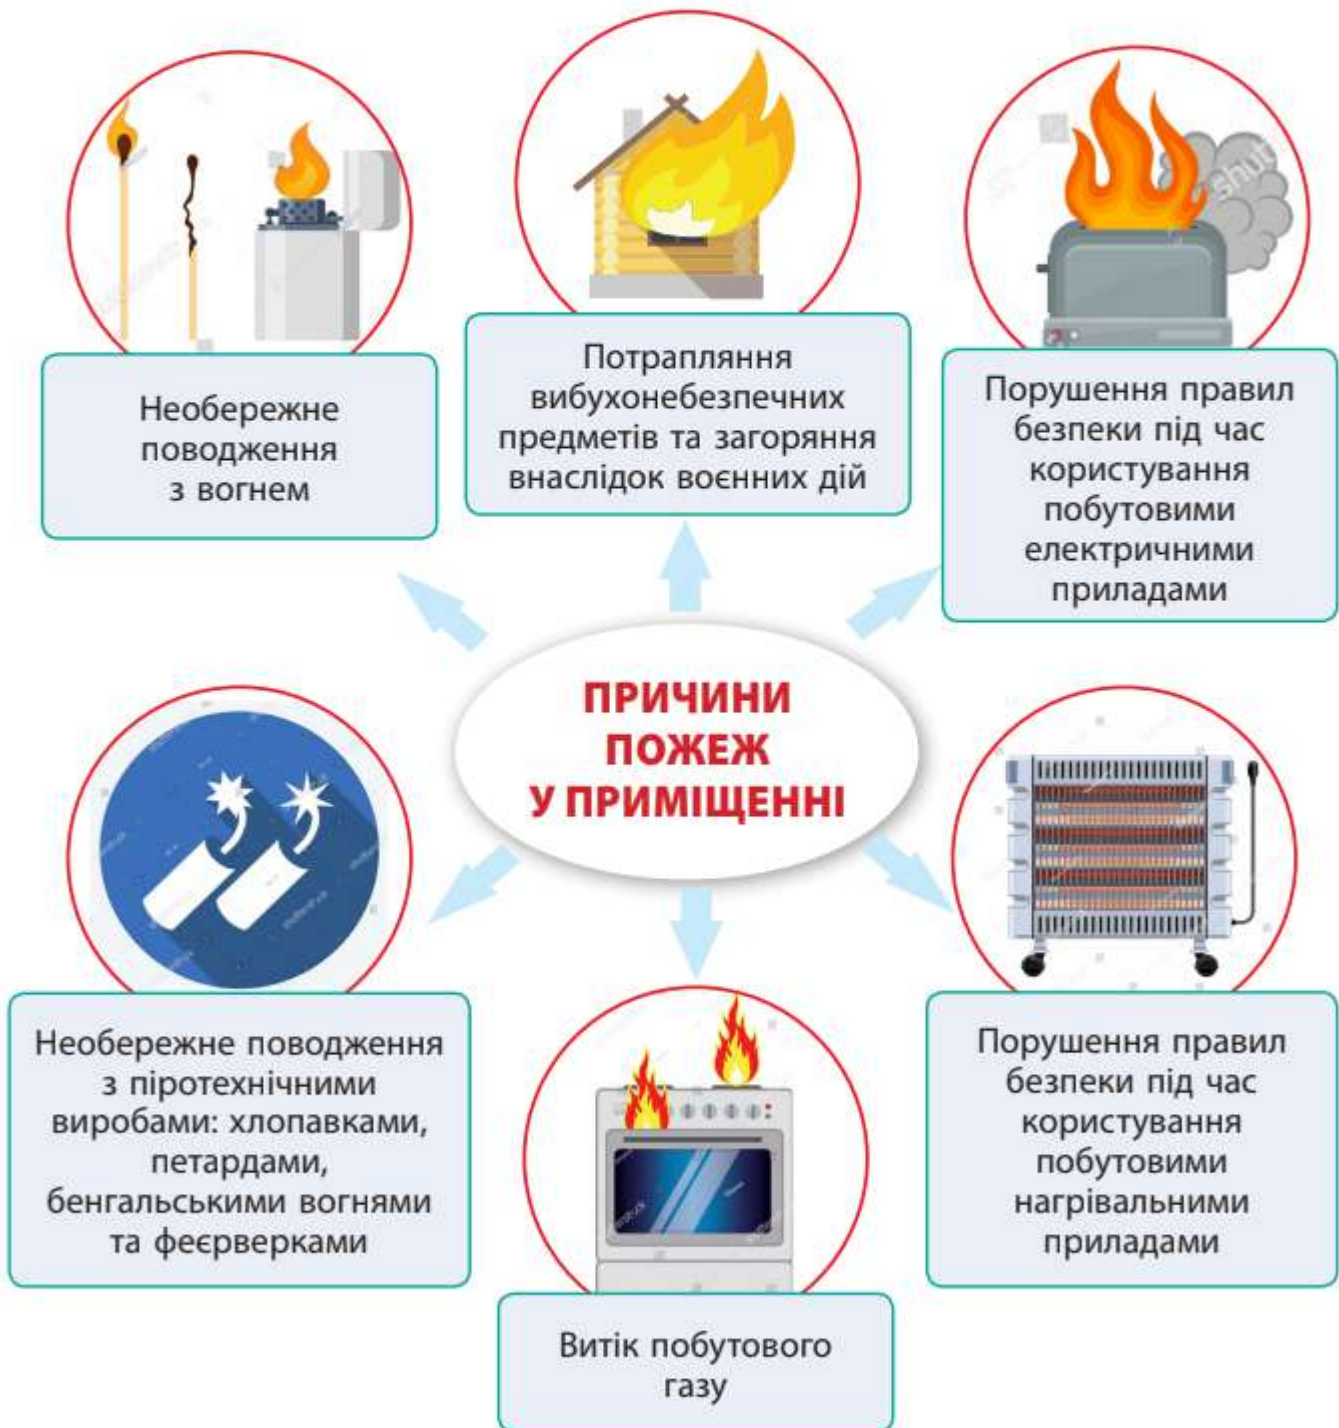 Необережне
поводження
з вогнем
Потрапляння
вибухонебезпечних
предметів та загоряння
внаслідок воєнних дій
Порушення правил
безпеки під час
користування
побутовими
електричними
приладами
ПРИЧИНИ
ПОЖЕЖ
У ПРИМІЩЕННІ
Необережне поводження
з піротехнічними
виробами: хлопавками,
петардами,
бенгальськими вогнями
та феєрверками
Витік побутового
газу
Порушення правил
безпеки під час
користування
побутовими
нагрівальними
приладами